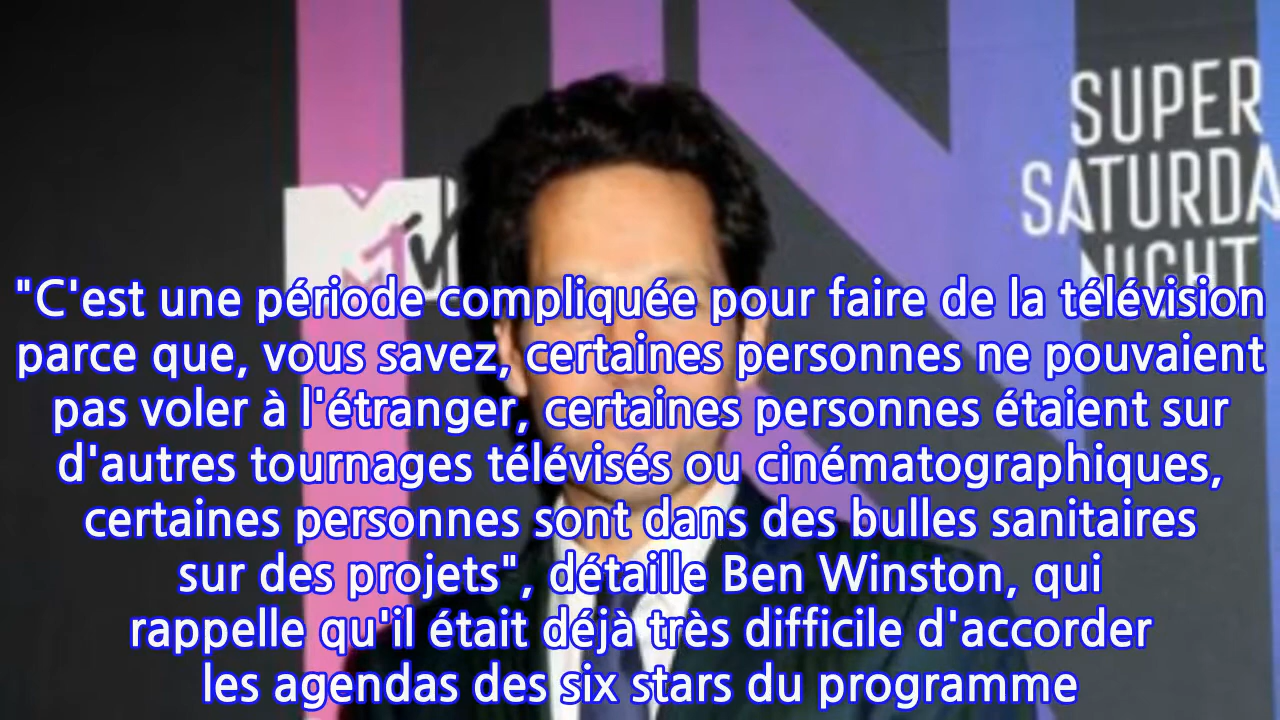 SUPER
SATURDA
NIGHT
MTV
"C'est une période compliquée pour faire de la télévision
parce que, vous savez, certaines personnes ne pouvaient
pas voler à l'étranger, certaines personnes étaient sur
d'autres tournages télévisés ou cinématographiques,
certaines personnes sont dans des bulles sanitaires
sur des projets", détaille Ben Winston, qui
rappelle qu'il était déjà très difficile d'accorder
les agendas des six stars du programme